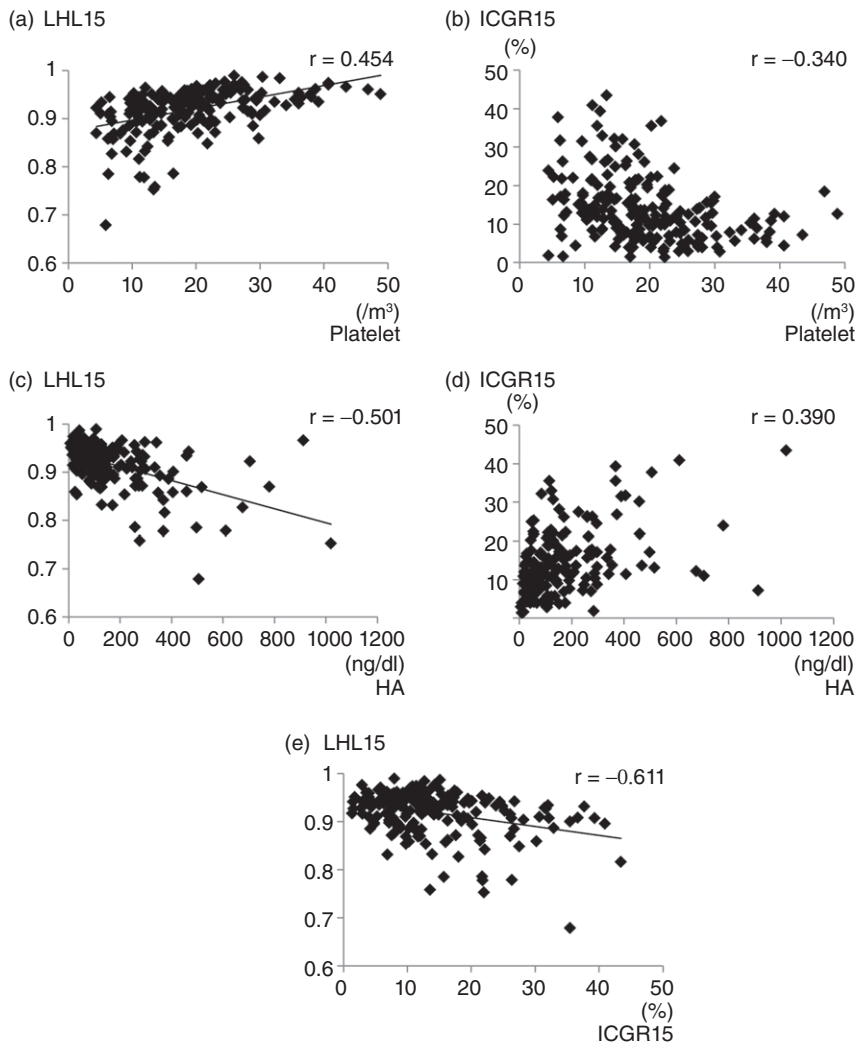 (a) LHL15
r = 0.454
1
0.9
0.8
0.7
0.6
0 10 20 30 40 50
(/m³)
Platelet
(b) ICGR15
(%)
r = −0.340
50
40
30
20
10
0
0 10 20 30 40 50
(/m³)
Platelet
(c) LHL15
r = −0.501
1
0.9
0.8
0.7
0.6
0 200 400 600 800 1000 1200
(ng/dl)
HA
(d) ICGR15
(%)
r = 0.390
50
40
30
20
10
0 200 400 600 800 1000 1200
(ng/dl)
HA
(e) LHL15
r = −0.611
1
0.9
0.8
0.7
0.6
0 10 20 30 40 50
(%)
ICGR15